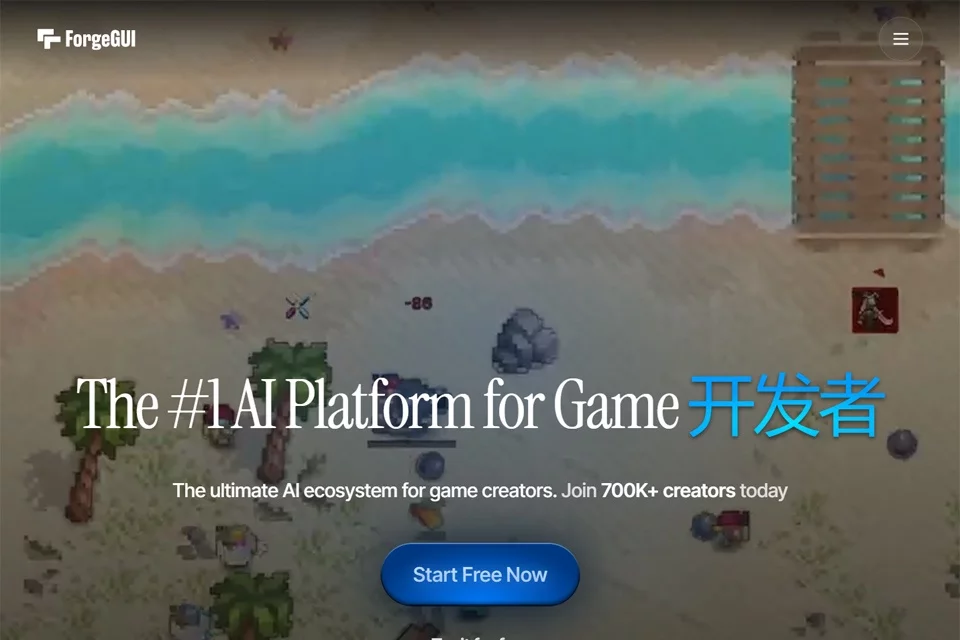 ForgeGUI
-86
The #1 AI Platform for Game 开发者
The ultimate AI ecosystem for game creators. Join 700K+ creators today
Start Free Now